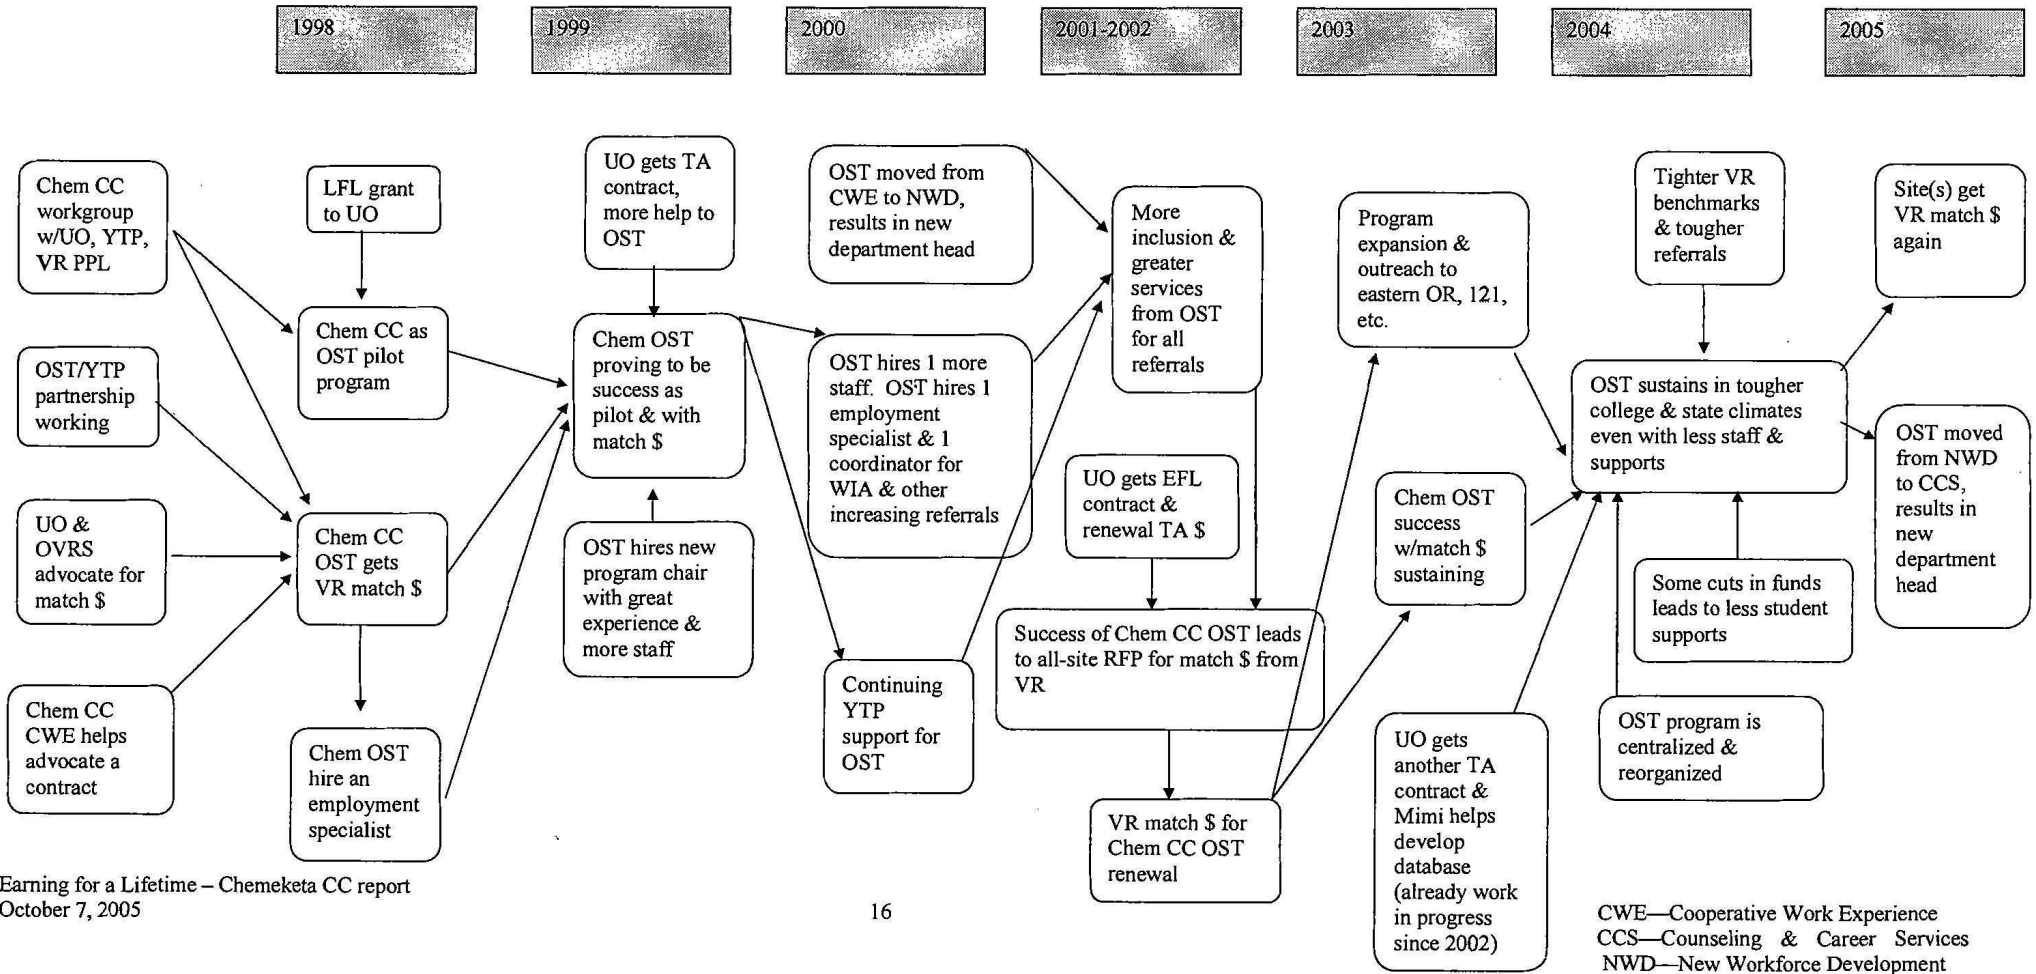 1998
1999
2000
2001-2002
2003
2004
2005
Chem CC
workgroup
w/UO, YTP,
VR PPL
OST/YTP
partnership
working
UO &
OVRS
advocate for
match $
Chem CC
CWE helps
advocate a
contract
LFL grant
to UO
Chem CC as
OST pilot
program
Chem CC
OST gets
VR match $
Chem OST
hire an
employment
specialist
UO gets TA
contract,
more help to
OST
Chem OST
proving to be
success as
pilot & with
match $
OST hires new
program chair
with great
experience &
more staff
OST moved from
CWE to NWD,
results in new
department head
OST hires 1 more
staff. OST hires 1
employment
specialist & 1
coordinator for
WIA & other
increasing referrals
Continuing
YTP
support for
OST
More
inclusion &
greater
services
from OST
for all
referrals
UO gets EFL
contract &
renewal TA $
Success of Chem CC OST leads
to all-site RFP for match $ from
VR
VR match $ for
Chem CC OST
renewal
Program
expansion &
outreach to
eastern OR, 121,
etc.
Chem OST
success
w/match $
sustaining
UO gets
another TA
contract &
Mimi helps
develop
database
(already work
in progress
since 2002)
Tighter VR
benchmarks
& tougher
referrals
OST sustains in tougher
college & state climates
even with less staff &
supports
Some cuts in funds
leads to less student
supports
OST program is
centralized &
reorganized
Site(s) get
VR match $
again
OST moved
from NWD
to CCS,
results in
new
department
head
Earning for a Lifetime – Chemeketa CC report
October 7, 2005
16
CWE—Cooperative Work Experience
CCS—Counseling & Career Services
NWD—New Workforce Development